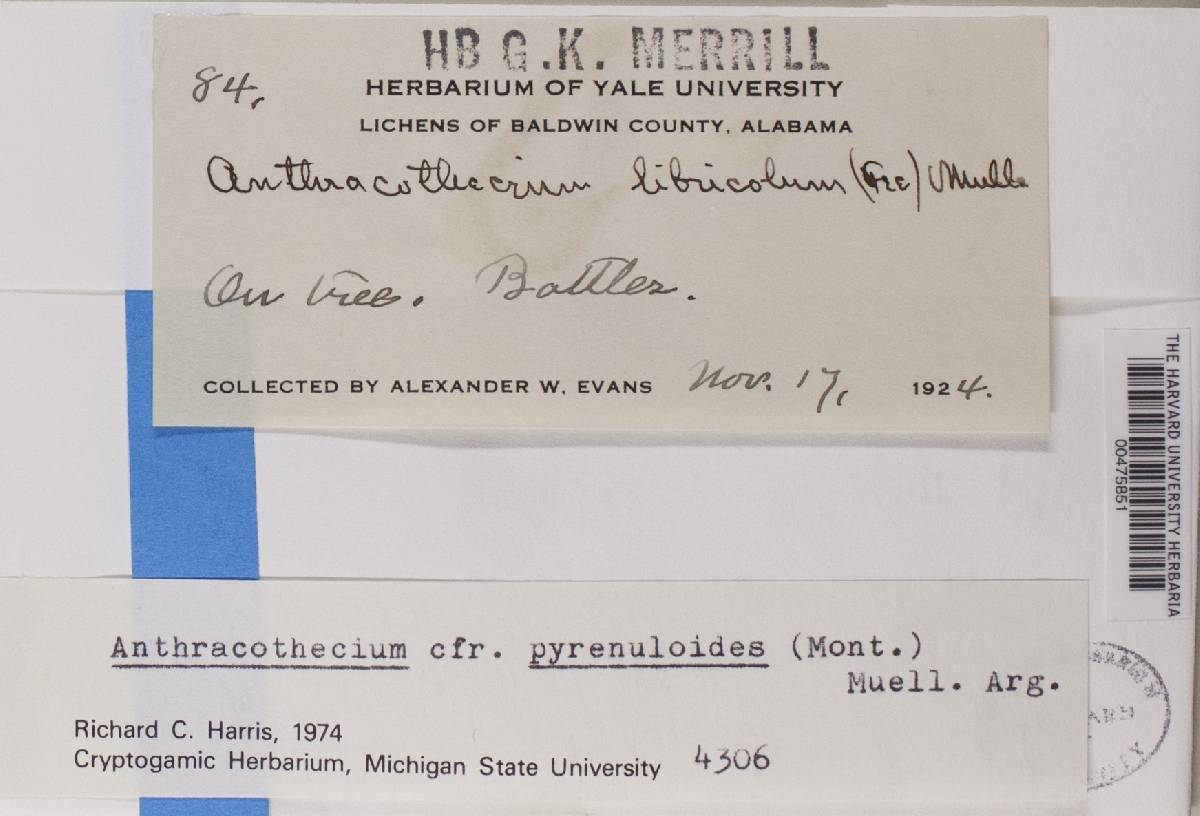 HB G.K. MERRILL
84.
HERBARIUM OF YALE UNIVERSITY
LICHENS OF BALDWIN COUNTY, ALABAMA
Anthracothecium libricolum (Fée) Muell
On tree. Battles.
COLLECTED BY ALEXANDER W. EVANS Nov. 17, 1924.
THE HARVARD UNIVERSITY HERBARIA
00475851
Anthracothecium cfr. pyrenuloides (Mont.)
Muell. Arg.
Richard C. Harris, 1974
Cryptogamic Herbarium, Michigan State University 4306